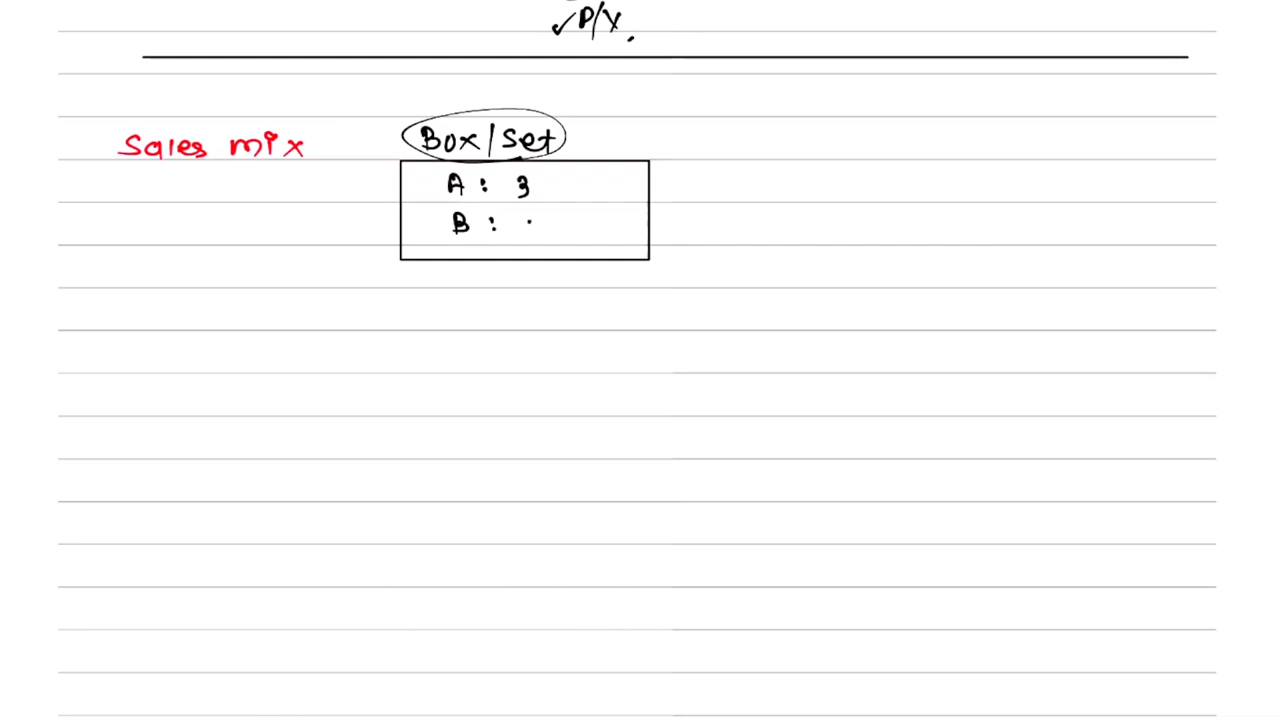 ✓P/V.
Sales mix
Box/Set
A : 3
B :